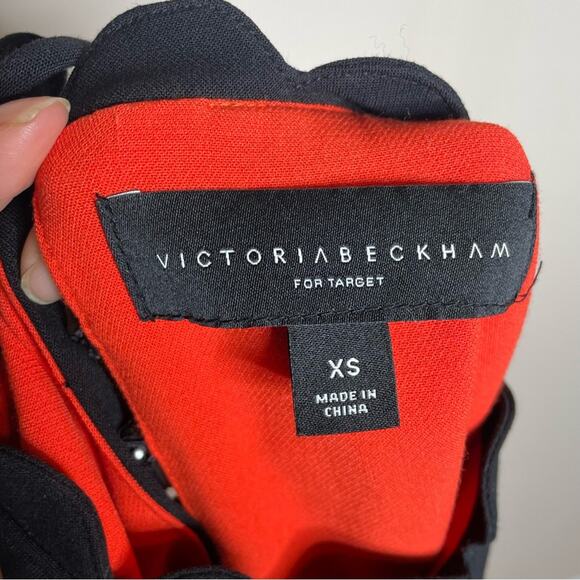 VICTORIABECKHAM
FOR TARGET
XS
MADE IN
CHINA